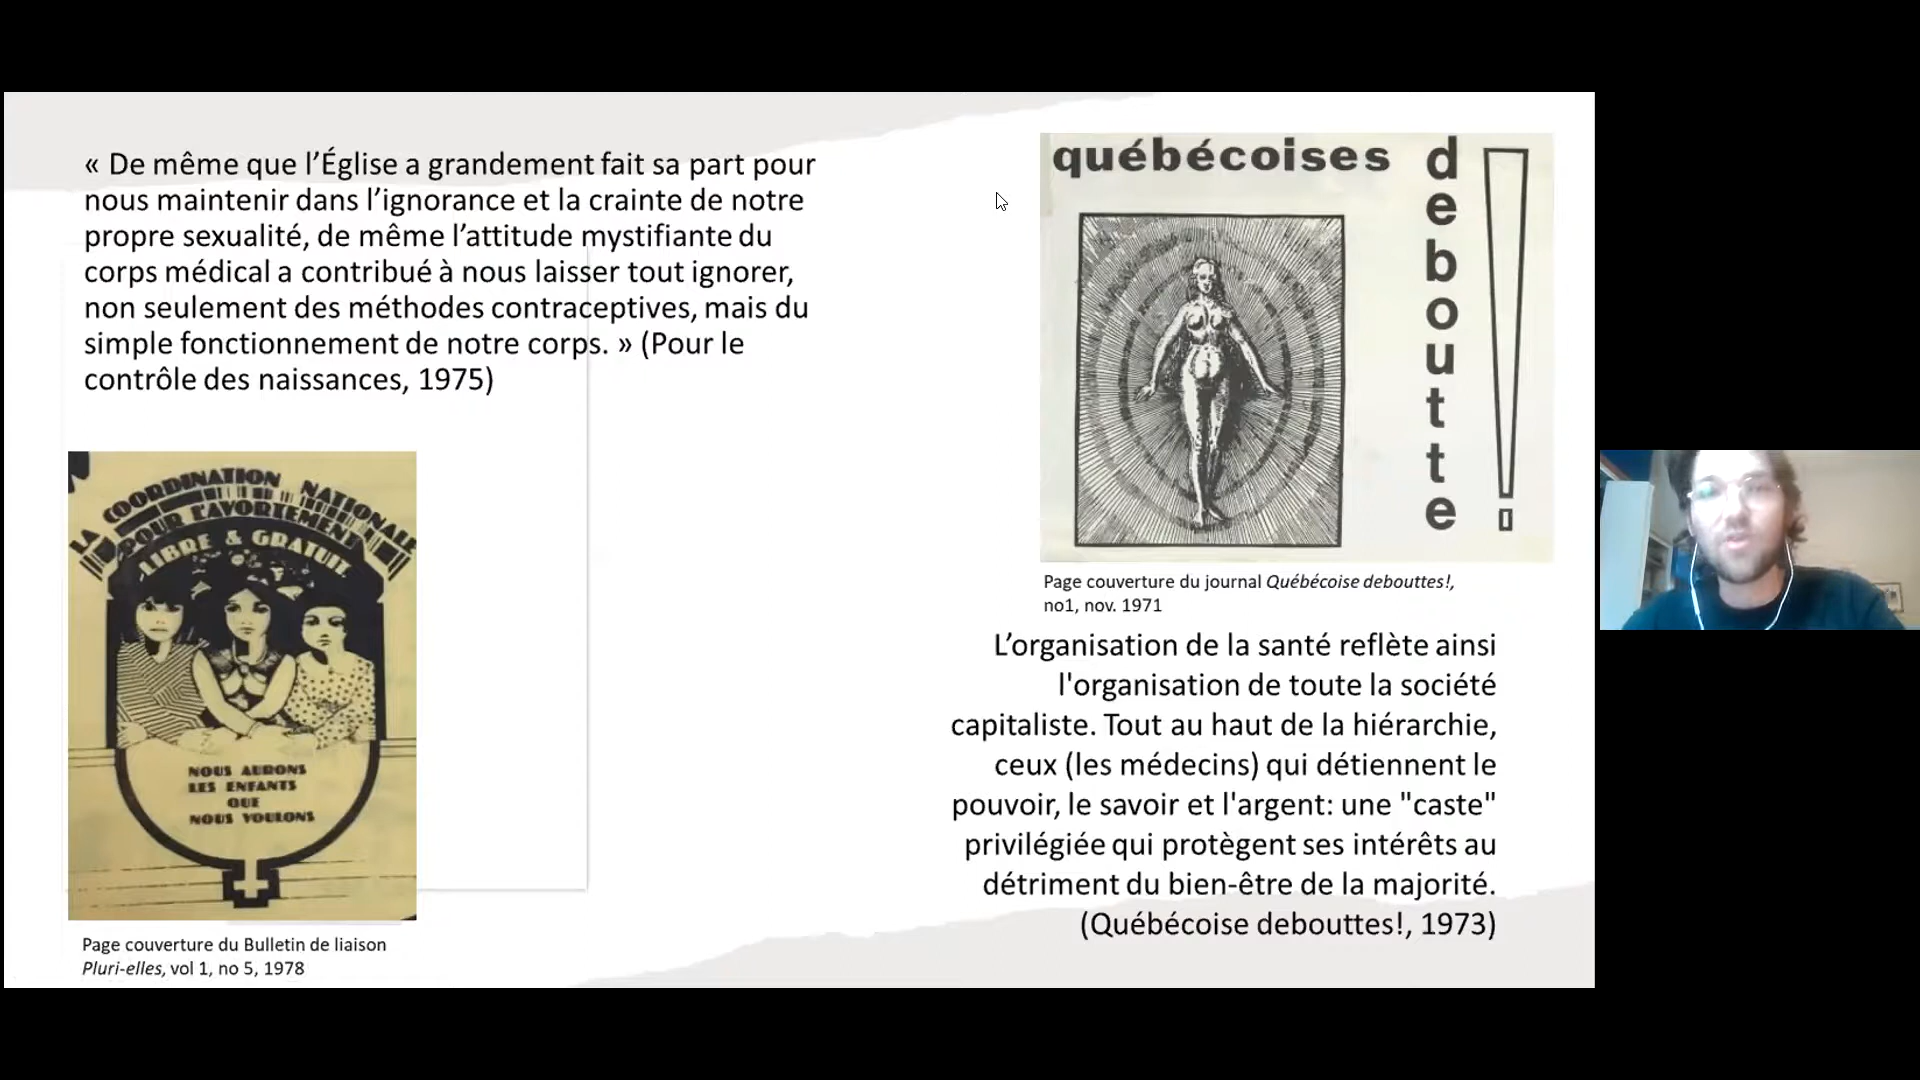 « De même que l’Église a grandement fait sa part pour
nous maintenir dans l’ignorance et la crainte de notre
propre sexualité, de même l’attitude mystifiante du
corps médical a contribué à nous laisser tout ignorer,
non seulement des méthodes contraceptives, mais du
simple fonctionnement de notre corps. » (Pour le
contrôle des naissances, 1975)
LA COORDINATION NATIONALE
POUR L'AVORTEMENT
LIBRE & GRATUIT
NOUS AURONS
LES ENFANTS
QUE
NOUS VOULONS
Page couverture du Bulletin de liaison
Pluri-elles, vol 1, no 5, 1978
québécoises
deboutte!
Page couverture du journal Québécoise debouttes!,
no1, nov. 1971
L’organisation de la santé reflète ainsi
l'organisation de toute la société
capitaliste. Tout au haut de la hiérarchie,
ceux (les médecins) qui détiennent le
pouvoir, le savoir et l'argent: une "caste"
privilégiée qui protègent ses intérêts au
détriment du bien-être de la majorité.
(Québécoise debouttes!, 1973)